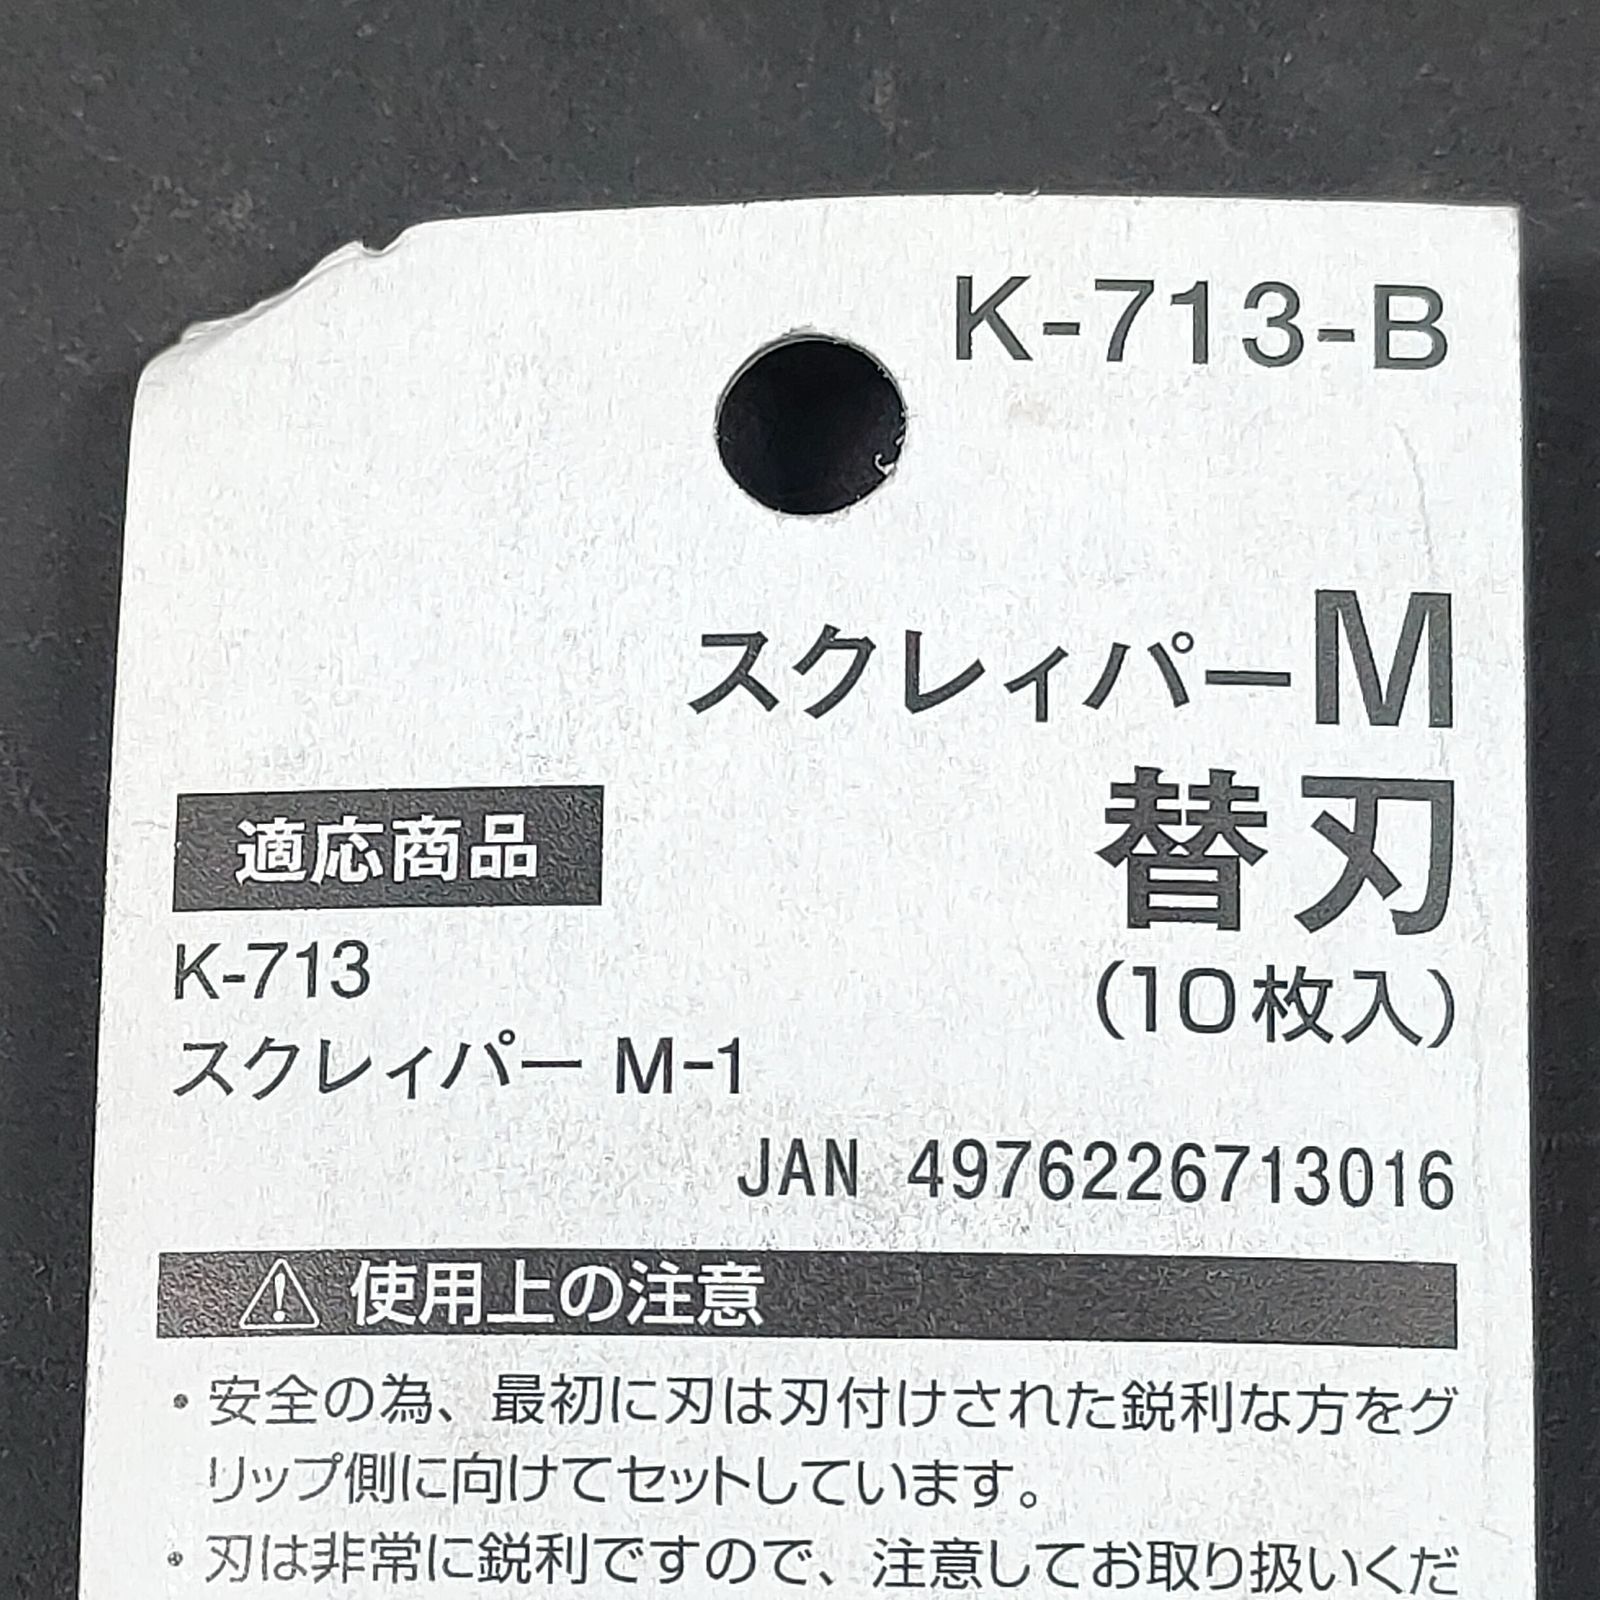 K-713-B
スクレィパーM
替刃
(10枚入)
適応商品
K-713
スクレィパー M-1
JAN 4976226713016
使用上の注意
・安全の為、最初に刃は刃付けされた鋭利な方をグ
リップ側に向けてセットしています。
・刃は非常に鋭利ですので、注意してお取り扱いくだ